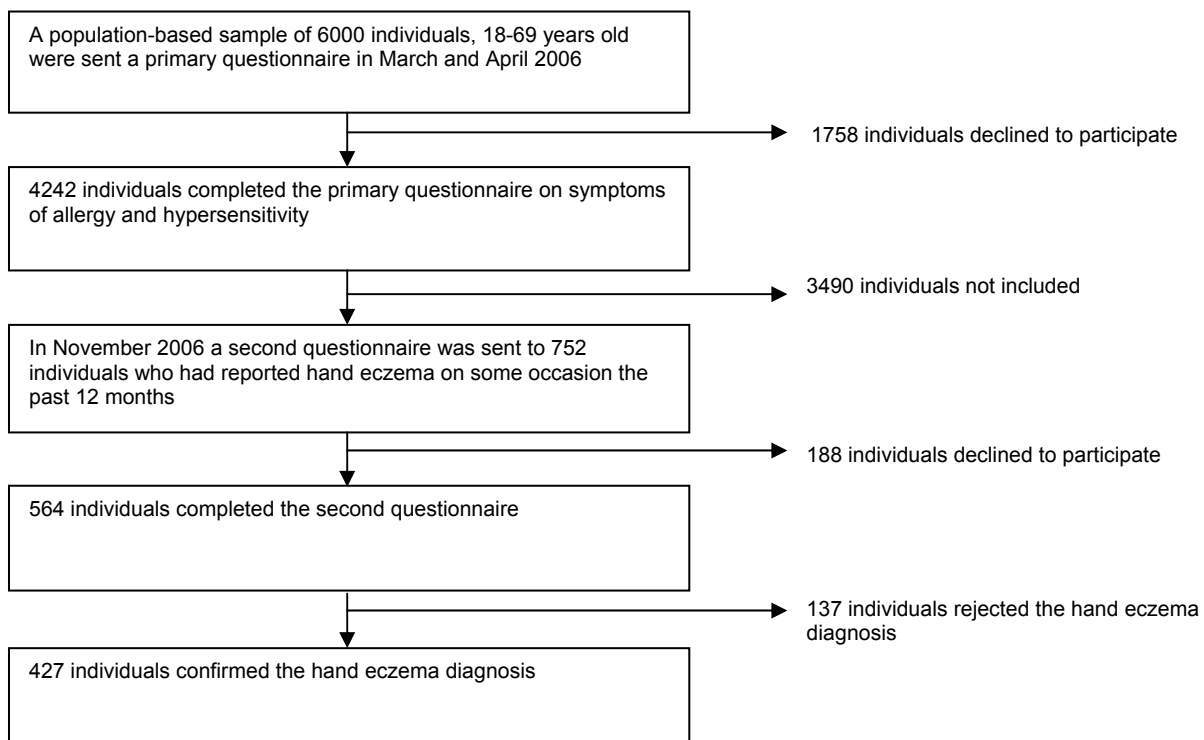 A population-based sample of 6000 individuals, 18-69 years old
were sent a primary questionnaire in March and April 2006
1758 individuals declined to participate
4242 individuals completed the primary questionnaire on symptoms
of allergy and hypersensitivity
3490 individuals not included
In November 2006 a second questionnaire was sent to 752
individuals who had reported hand eczema on some occasion the
past 12 months
188 individuals declined to participate
564 individuals completed the second questionnaire
137 individuals rejected the hand eczema
diagnosis
427 individuals confirmed the hand eczema diagnosis